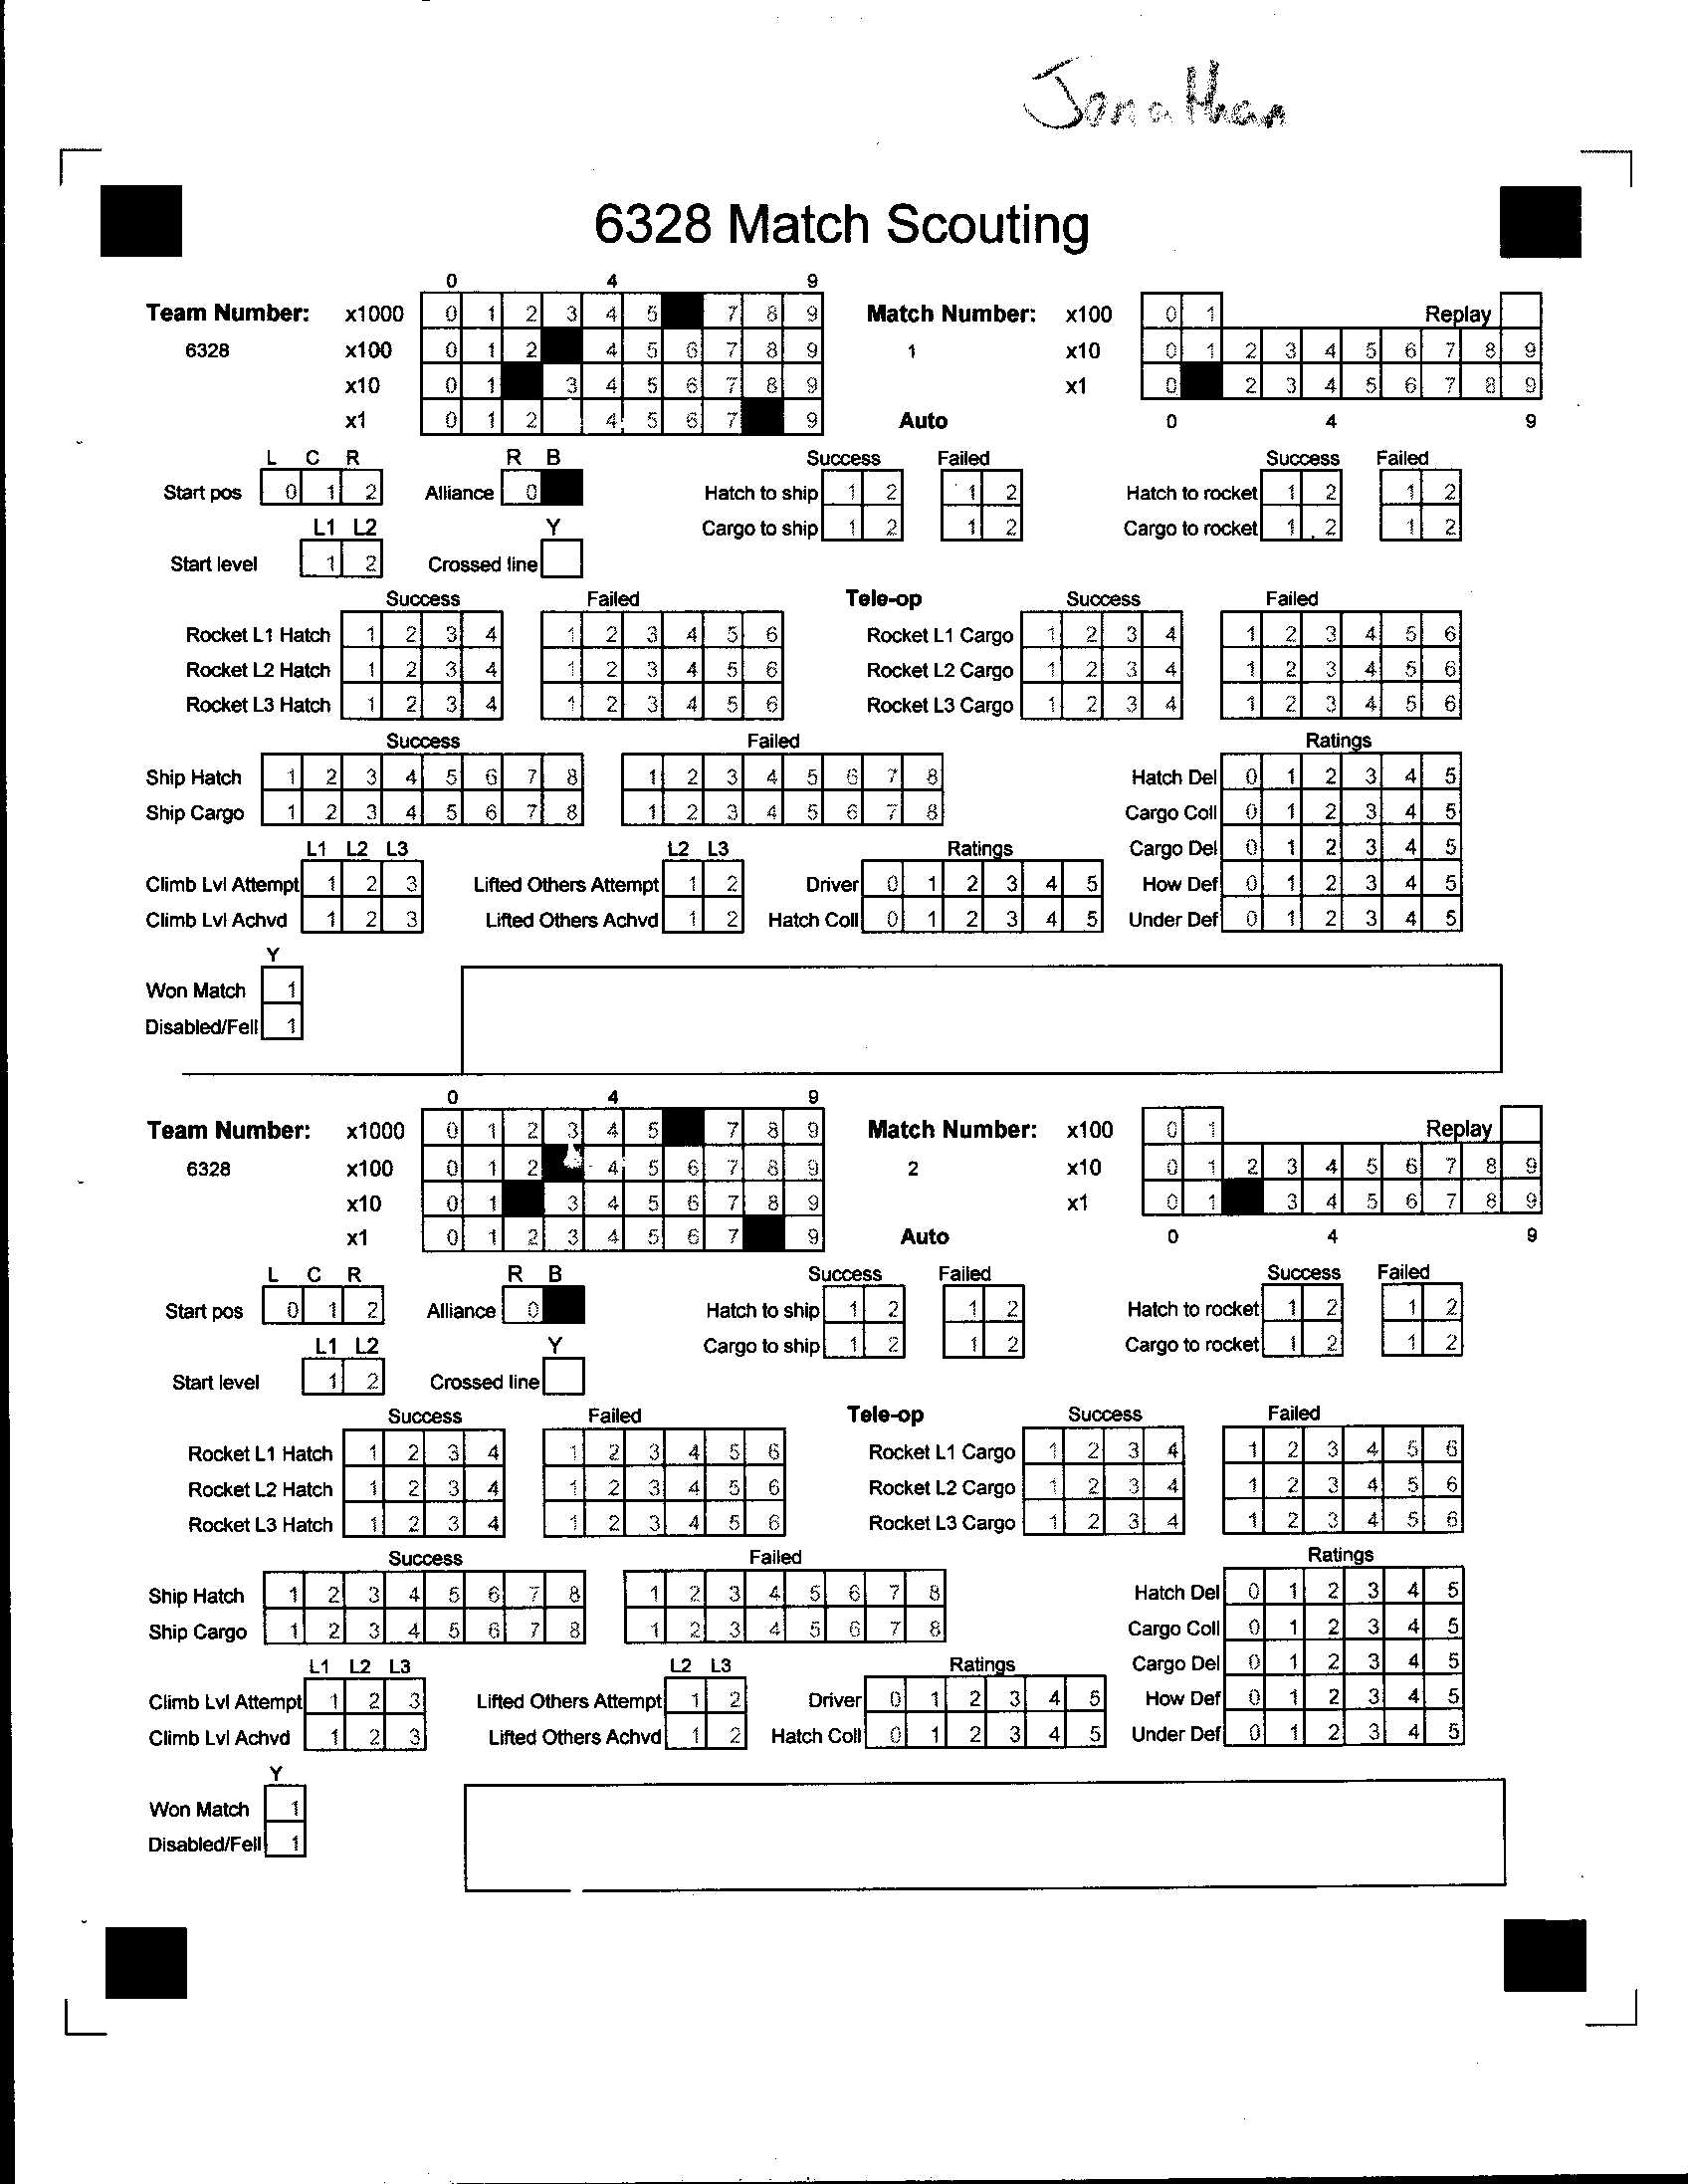 Jonathan
6328 Match Scouting
0 4 9
Team Number: x1000 0 1 2 3 4 5 7 8 9 Match Number: x100 0 1 Replay
6328 x100 0 1 2 4 5 6 7 8 9 1 x10 0 1 2 3 4 5 6 7 8 9
x10 0 1 3 4 5 6 7 8 9 x1 0 2 3 4 5 6 7 8 9
x1 0 1 2 4 5 6 7 9 Auto 0 4 9
L C R R B Success Failed Success Failed
Start pos 0 1 2 Alliance 0 Hatch to ship 1 2 1 2 Hatch to rocket 1 2 1 2
L1 L2 Y Cargo to ship 1 2 1 2 Cargo to rocket 1 2 1 2
Start level 1 2 Crossed line
Success Failed Tele-op Success Failed
Rocket L1 Hatch 1 2 3 4 1 2 3 4 5 6 Rocket L1 Cargo 1 2 3 4 1 2 3 4 5 6
Rocket L2 Hatch 1 2 3 4 1 2 3 4 5 6 Rocket L2 Cargo 1 2 3 4 1 2 3 4 5 6
Rocket L3 Hatch 1 2 3 4 1 2 3 4 5 6 Rocket L3 Cargo 1 2 3 4 1 2 3 4 5 6
Success Failed Ratings
Ship Hatch 1 2 3 4 5 6 7 8 1 2 3 4 5 6 7 8 Hatch Del 0 1 2 3 4 5
Ship Cargo 1 2 3 4 5 6 7 8 1 2 3 4 5 6 7 8 Cargo Coll 0 1 2 3 4 5
L1 L2 L3 L2 L3 Ratings Cargo Del 0 1 2 3 4 5
Climb Lvl Attempt 1 2 3 Lifted Others Attempt 1 2 Driver 0 1 2 3 4 5 How Def 0 1 2 3 4 5
Climb Lvl Achvd 1 2 3 Lifted Others Achvd 1 2 Hatch Coll 0 1 2 3 4 5 Under Def 0 1 2 3 4 5
Y
Won Match 1
Disabled/Fell 1
0 4 9
Team Number: x1000 0 1 2 3 4 5 7 8 9 Match Number: x100 0 1 Replay
6328 x100 0 1 2 4 5 6 7 8 9 2 x10 0 1 2 3 4 5 6 7 8 9
x10 0 1 3 4 5 6 7 8 9 x1 0 1 3 4 5 6 7 8 9
x1 0 1 2 3 4 5 6 7 9 Auto 0 4 9
L C R R B Success Failed Success Failed
Start pos 0 1 2 Alliance 0 Hatch to ship 1 2 1 2 Hatch to rocket 1 2 1 2
L1 L2 Y Cargo to ship 1 2 1 2 Cargo to rocket 1 2 1 2
Start level 1 2 Crossed line
Success Failed Tele-op Success Failed
Rocket L1 Hatch 1 2 3 4 1 2 3 4 5 6 Rocket L1 Cargo 1 2 3 4 1 2 3 4 5 6
Rocket L2 Hatch 1 2 3 4 1 2 3 4 5 6 Rocket L2 Cargo 1 2 3 4 1 2 3 4 5 6
Rocket L3 Hatch 1 2 3 4 1 2 3 4 5 6 Rocket L3 Cargo 1 2 3 4 1 2 3 4 5 6
Success Failed Ratings
Ship Hatch 1 2 3 4 5 6 7 8 1 2 3 4 5 6 7 8 Hatch Del 0 1 2 3 4 5
Ship Cargo 1 2 3 4 5 6 7 8 1 2 3 4 5 6 7 8 Cargo Coll 0 1 2 3 4 5
L1 L2 L3 L2 L3 Ratings Cargo Del 0 1 2 3 4 5
Climb Lvl Attempt 1 2 3 Lifted Others Attempt 1 2 Driver 0 1 2 3 4 5 How Def 0 1 2 3 4 5
Climb Lvl Achvd 1 2 3 Lifted Others Achvd 1 2 Hatch Coll 0 1 2 3 4 5 Under Def 0 1 2 3 4 5
Y
Won Match 1
Disabled/Fell 1